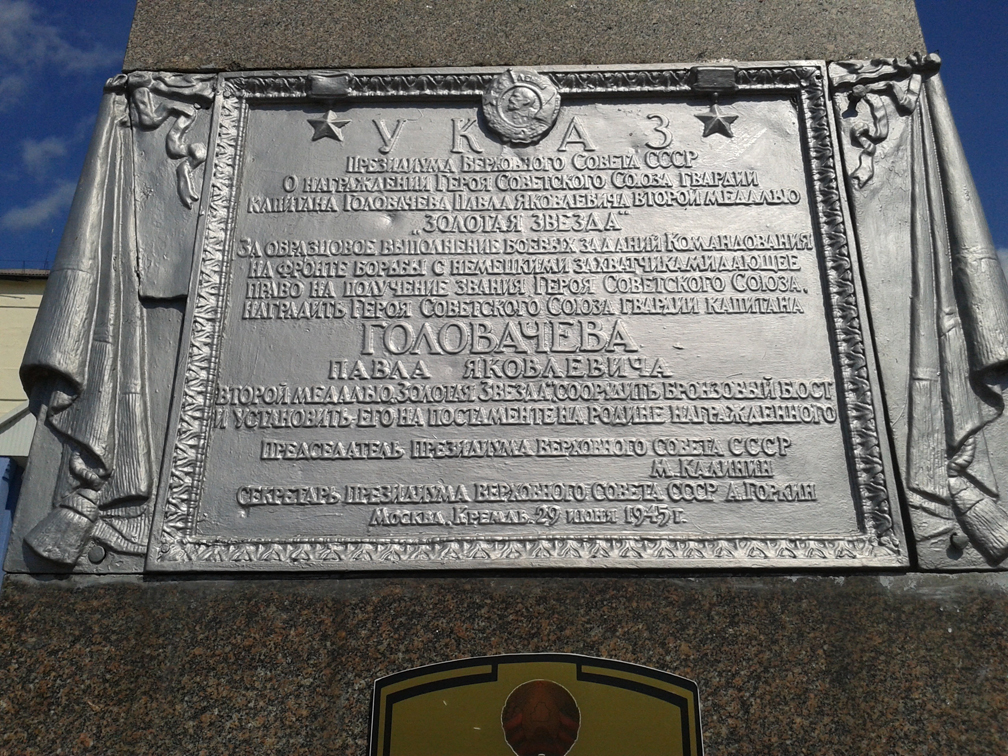 УКАЗ
ПРЕЗИДИУМА ВЕРХОВНОГО СОВЕТА СССР
О НАГРАЖДЕНИИ ГЕРОЯ СОВЕТСКОГО СОЮЗА ГВАРДИИ
КАПИТАНА ГОЛОВАЧЕВА ПАВЛА ЯКОВЛЕВИЧА ВТОРОЙ МЕДАЛЬЮ
„ЗОЛОТАЯ ЗВЕЗДА“
ЗА ОБРАЗЦОВОЕ ВЫПОЛНЕНИЕ БОЕВЫХ ЗАДАНИЙ КОМАНДОВАНИЯ
НА ФРОНТЕ БОРЬБЫ С НЕМЕЦКИМИ ЗАХВАТЧИКАМИ ДАЮЩЕЕ
ПРАВО НА ПОЛУЧЕНИЕ ЗВАНИЯ ГЕРОЯ СОВЕТСКОГО СОЮЗА,
НАГРАДИТЬ ГЕРОЯ СОВЕТСКОГО СОЮЗА ГВАРДИИ КАПИТАНА
ГОЛОВАЧЕВА
ПАВЛА ЯКОВЛЕВИЧА
ВТОРОЙ МЕДАЛЬЮ „ЗОЛОТАЯ ЗВЕЗДА“, СООРУДИТЬ БРОНЗОВЫЙ БЮСТ
И УСТАНОВИТЬ ЕГО НА ПОСТАМЕНТЕ НА РОДИНЕ НАГРАЖДЕННОГО
ПРЕДСЕДАТЕЛЬ ПРЕЗИДИУМА ВЕРХОВНОГО СОВЕТА СССР
М. КАЛИНИН
СЕКРЕТАРЬ ПРЕЗИДИУМА ВЕРХОВНОГО СОВЕТА СССР А. ГОРКИН
МОСКВА, КРЕМЛЬ. 29 ИЮНЯ 1945 Г.